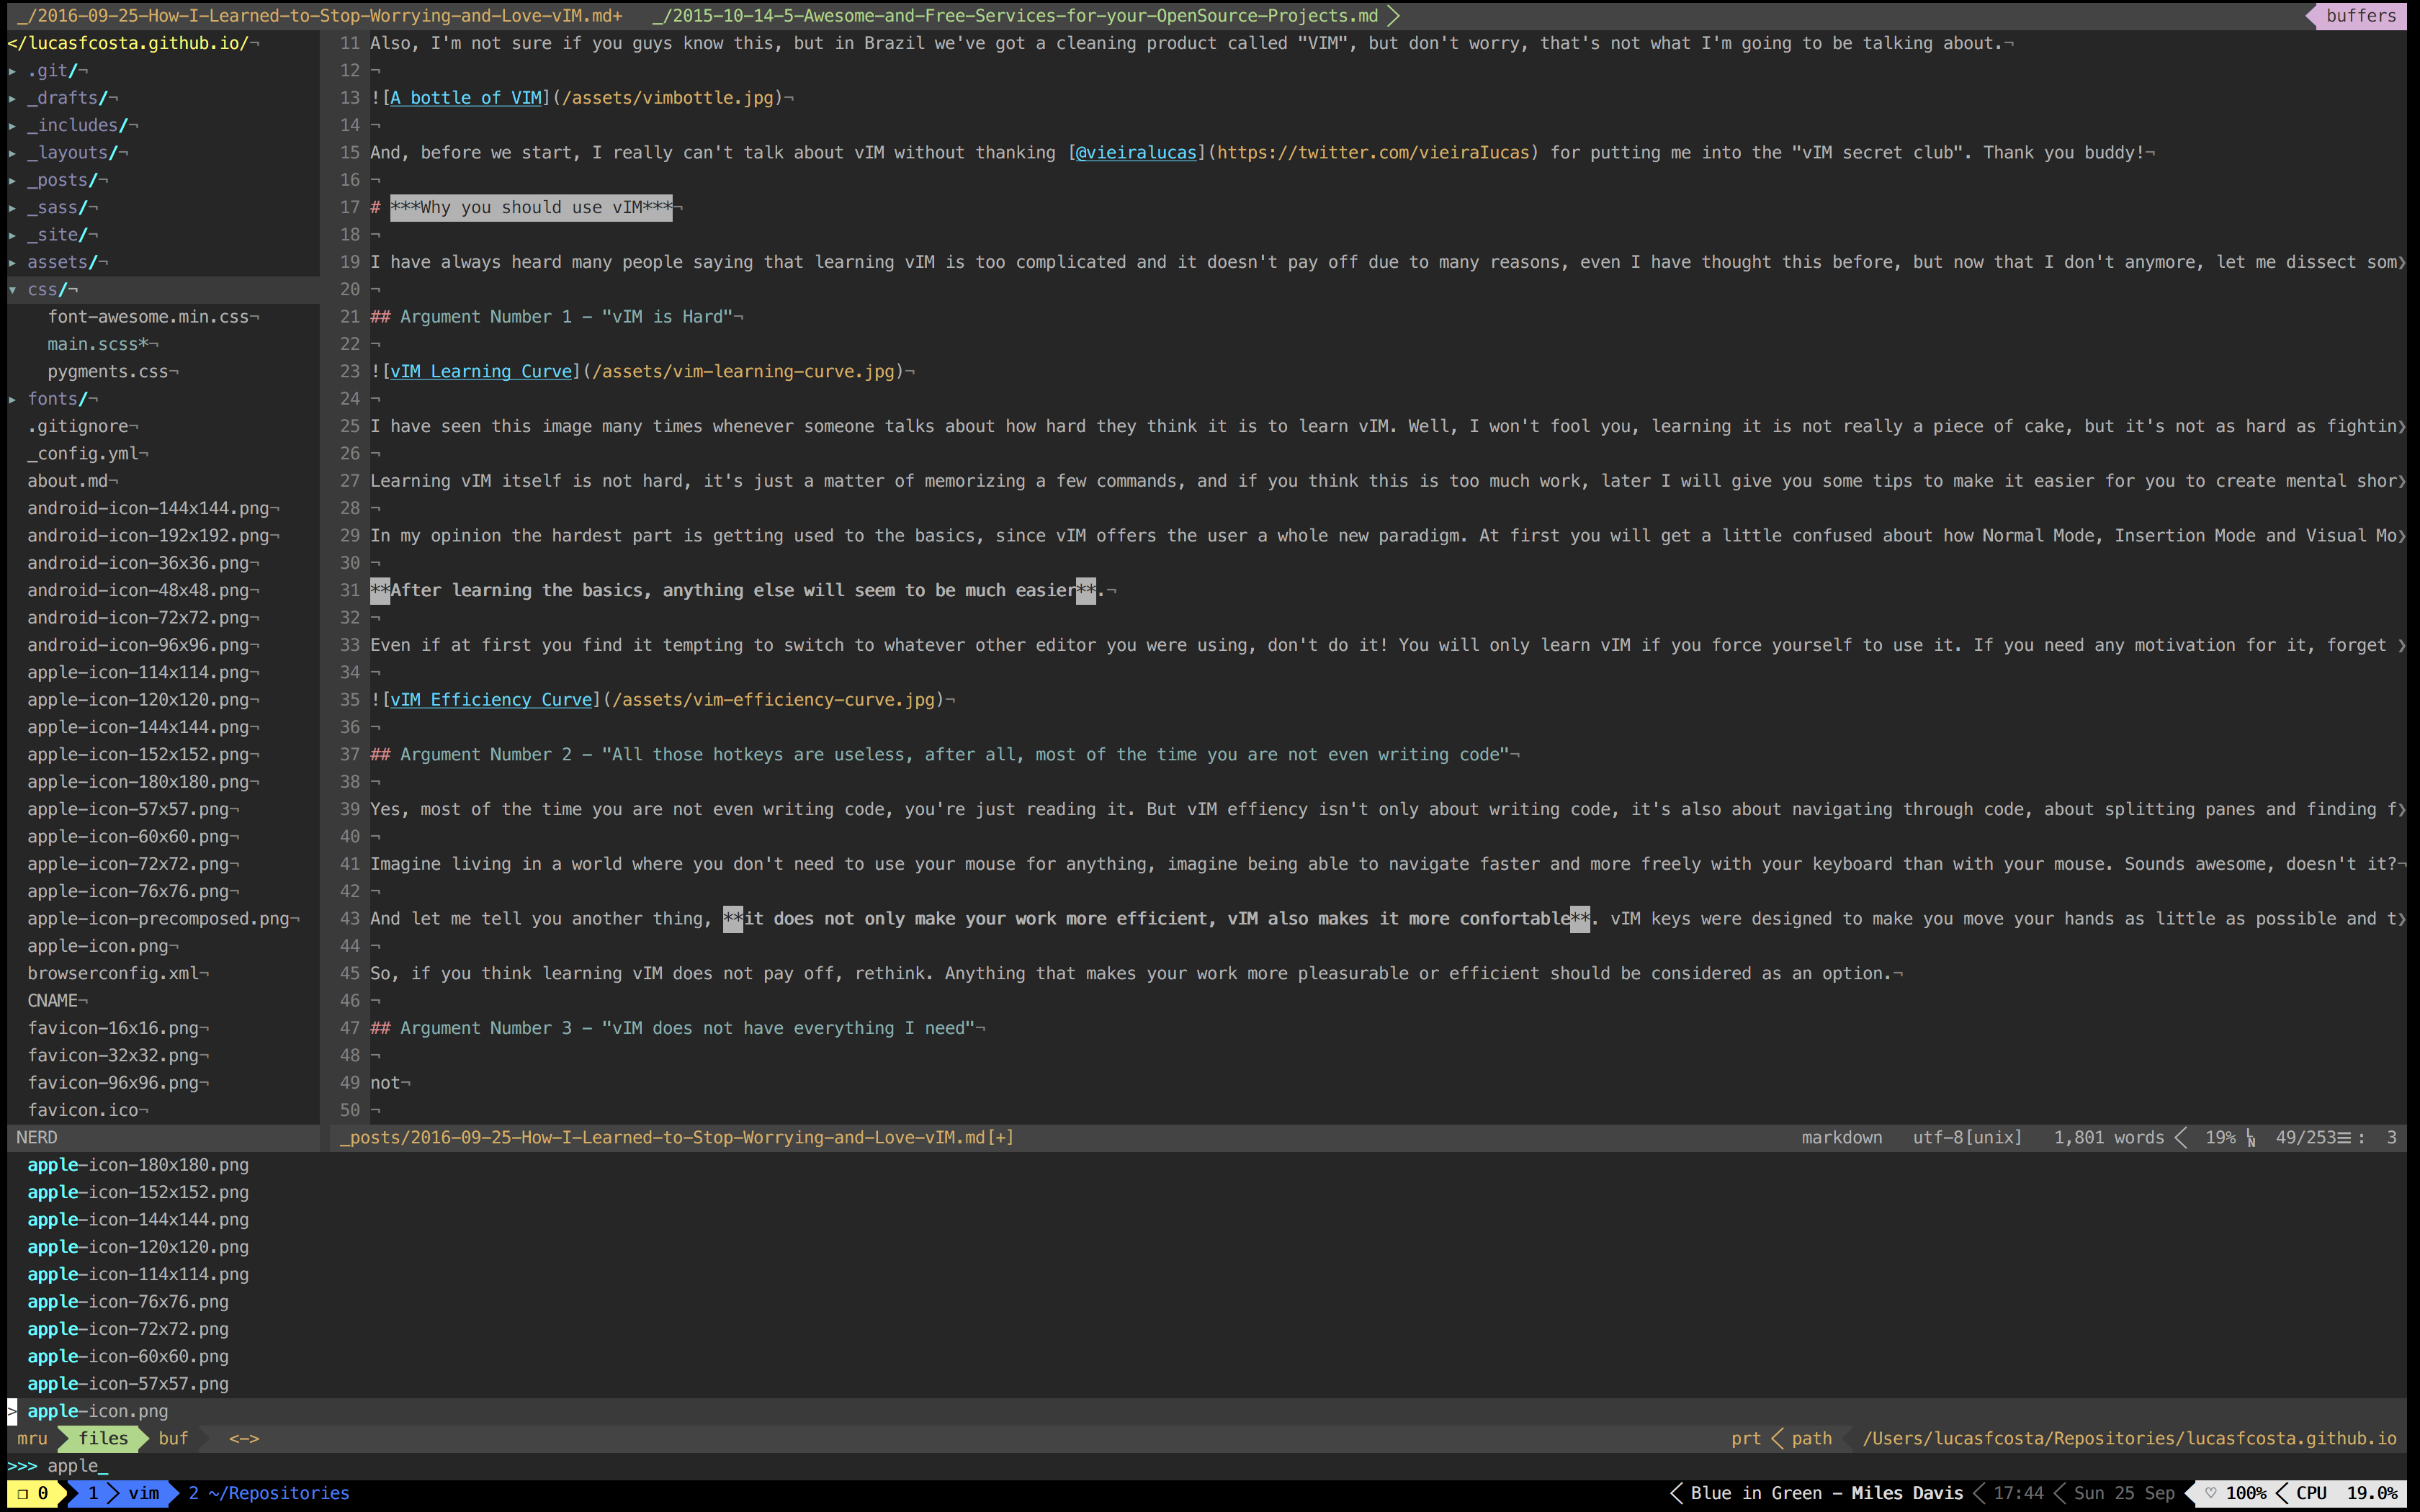 _/2016-09-25-How-I-Learned-to-Stop-Worrying-and-Love-vIM.md+ _/2015-10-14-5-Awesome-and-Free-Services-for-your-OpenSource-Projects.md buffers
</lucasfcosta.github.io/¬
▸ .git/¬
▸ _drafts/¬
▸ _includes/¬
▸ _layouts/¬
▸ _posts/¬
▸ _sass/¬
▸ _site/¬
▸ assets/¬
▾ css/¬
font-awesome.min.css¬
main.scss*¬
pygments.css¬
▸ fonts/¬
.gitignore¬
_config.yml¬
about.md¬
android-icon-144x144.png¬
android-icon-192x192.png¬
android-icon-36x36.png¬
android-icon-48x48.png¬
android-icon-72x72.png¬
android-icon-96x96.png¬
apple-icon-114x114.png¬
apple-icon-120x120.png¬
apple-icon-144x144.png¬
apple-icon-152x152.png¬
apple-icon-180x180.png¬
apple-icon-57x57.png¬
apple-icon-60x60.png¬
apple-icon-72x72.png¬
apple-icon-76x76.png¬
apple-icon-precomposed.png¬
apple-icon.png¬
browserconfig.xml¬
CNAME¬
favicon-16x16.png¬
favicon-32x32.png¬
favicon-96x96.png¬
favicon.ico¬
NERD
11 Also, I'm not sure if you guys know this, but in Brazil we've got a cleaning product called "VIM", but don't worry, that's not what I'm going to be talking about.¬
12 ¬
13 ![A bottle of VIM](/assets/vimbottle.jpg)¬
14 ¬
15 And, before we start, I really can't talk about vIM without thanking [@vieiralucas](https://twitter.com/vieiraIucas) for putting me into the "vIM secret club". Thank you buddy!¬
16 ¬
17 # ***Why you should use vIM***¬
18 ¬
19 I have always heard many people saying that learning vIM is too complicated and it doesn't pay off due to many reasons, even I have thought this before, but now that I don't anymore, let me dissect som❯
20 ¬
21 ## Argument Number 1 - "vIM is Hard"¬
22 ¬
23 ![vIM Learning Curve](/assets/vim-learning-curve.jpg)¬
24 ¬
25 I have seen this image many times whenever someone talks about how hard they think it is to learn vIM. Well, I won't fool you, learning it is not really a piece of cake, but it's not as hard as fightin❯
26 ¬
27 Learning vIM itself is not hard, it's just a matter of memorizing a few commands, and if you think this is too much work, later I will give you some tips to make it easier for you to create mental shor❯
28 ¬
29 In my opinion the hardest part is getting used to the basics, since vIM offers the user a whole new paradigm. At first you will get a little confused about how Normal Mode, Insertion Mode and Visual Mo❯
30 ¬
31 **After learning the basics, anything else will seem to be much easier**.¬
32 ¬
33 Even if at first you find it tempting to switch to whatever other editor you were using, don't do it! You will only learn vIM if you force yourself to use it. If you need any motivation for it, forget ❯
34 ¬
35 ![vIM Efficiency Curve](/assets/vim-efficiency-curve.jpg)¬
36 ¬
37 ## Argument Number 2 - "All those hotkeys are useless, after all, most of the time you are not even writing code"¬
38 ¬
39 Yes, most of the time you are not even writing code, you're just reading it. But vIM effiency isn't only about writing code, it's also about navigating through code, about splitting panes and finding f❯
40 ¬
41 Imagine living in a world where you don't need to use your mouse for anything, imagine being able to navigate faster and more freely with your keyboard than with your mouse. Sounds awesome, doesn't it?¬
42 ¬
43 And let me tell you another thing, **it does not only make your work more efficient, vIM also makes it more confortable**. vIM keys were designed to make you move your hands as little as possible and t❯
44 ¬
45 So, if you think learning vIM does not pay off, rethink. Anything that makes your work more pleasurable or efficient should be considered as an option.¬
46 ¬
47 ## Argument Number 3 - "vIM does not have everything I need"¬
48 ¬
49 not¬
50 ¬
_posts/2016-09-25-How-I-Learned-to-Stop-Worrying-and-Love-vIM.md[+] markdown utf-8[unix] 1,801 words 19% LN 49/253☰ : 3
apple-icon-180x180.png
apple-icon-152x152.png
apple-icon-144x144.png
apple-icon-120x120.png
apple-icon-114x114.png
apple-icon-76x76.png
apple-icon-72x72.png
apple-icon-60x60.png
apple-icon-57x57.png
> apple-icon.png
mru files buf <-> prt path /Users/lucasfcosta/Repositories/lucasfcosta.github.io
>>> apple_
❐ 0 1 vim 2 ~/Repositories Blue in Green - Miles Davis 17:44 Sun 25 Sep ♡ 100% CPU 19.0%